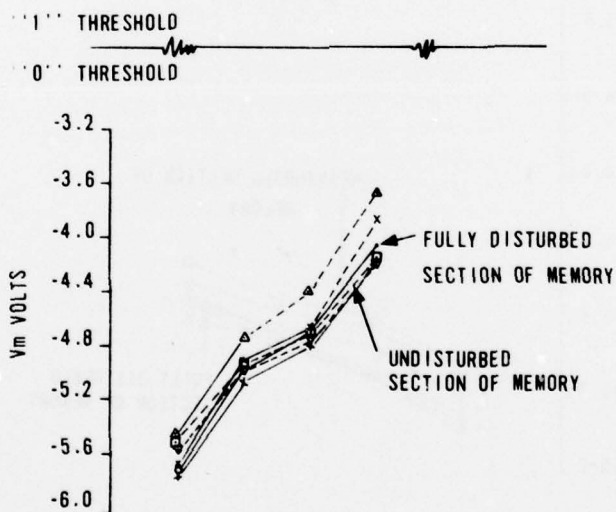 "1" THRESHOLD
"0" THRESHOLD
-3.2
-3.6
-4.0
-4.4
-4.8
-5.2
-5.6
-6.0
Vm VOLTS
FULLY DISTURBED
SECTION OF MEMORY
UNDISTURBED
SECTION OF MEMORY